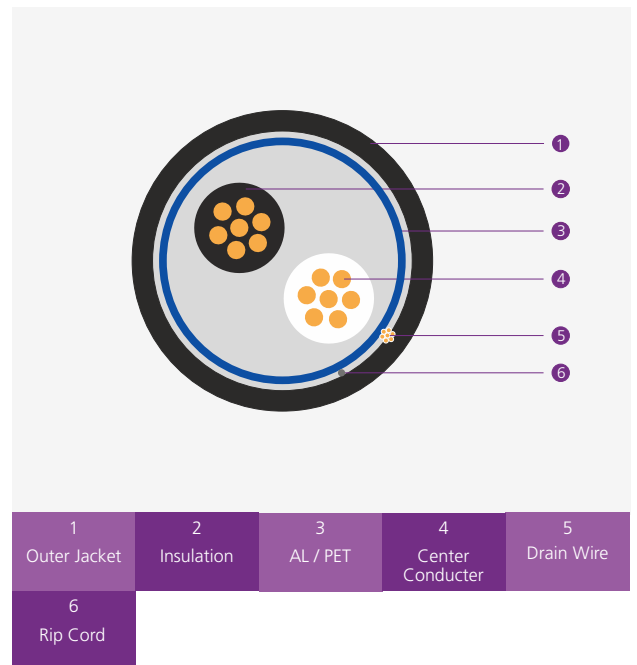 1
2
3
4
5
6
1
Outer Jacket
2
Insulation
3
AL / PET
4
Center
Conducter
5
Drain Wire
6
Rip Cord